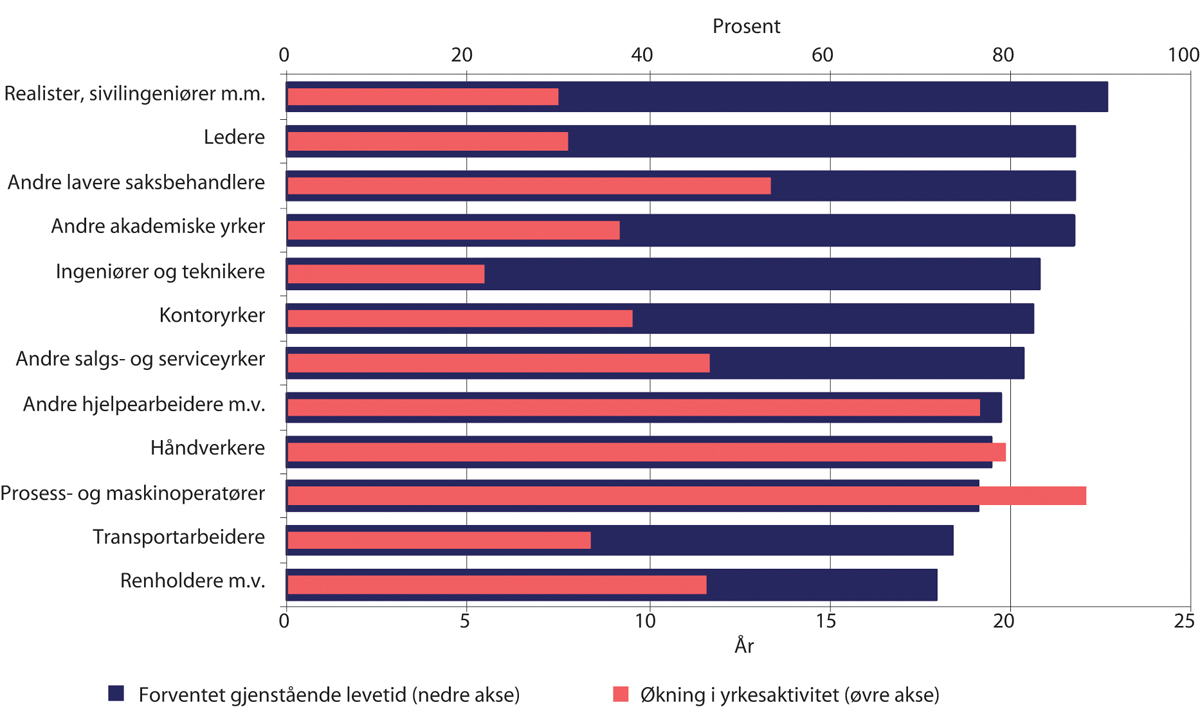 Prosent
0 20 40 60 80 100
Realister, sivilingeniører m.m.
Ledere
Andre lavere saksbehandlere
Andre akademiske yrker
Ingeniører og teknikere
Kontoryrker
Andre salgs- og serviceyrker
Andre hjelpearbeidere m.v.
Håndverkere
Prosess- og maskinoperatører
Transportarbeidere
Renholdere m.v.
0 5 10 15 20 25
År
Forventet gjenstående levetid (nedre akse) Økning i yrkesaktivitet (øvre akse)